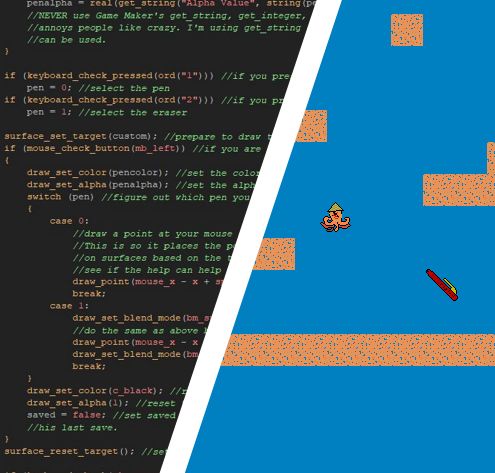 penalpha = real(get_string("Alpha Value", string(pe
//NEVER use Game Maker's get_string, get_integer,
//annoys people like crazy. I'm using get_string
//can be used.
}
if (keyboard_check_pressed(ord("1"))) //if you pre
pen = 0; //select the pen
if (keyboard_check_pressed(ord("2"))) //if you pr
pen = 1; //select the eraser
surface_set_target(custom); //prepare to draw t
if (mouse_check_button(mb_left)) //if you are
{
draw_set_color(pencolor); //set the color
draw_set_alpha(penalpha); //set the alph
switch (pen) //figure out which pen you
{
case 0:
//draw a point at your mouse
//This is so it places the po
//on surfaces based on the t
//see if the help can help
draw_point(mouse_x - x + s
break;
case 1:
draw_set_blend_mode(bm_s
//do the same as above b
draw_point(mouse_x - x
draw_set_blend_mode(bm_
break;
}
draw_set_color(c_black); //r
draw_set_alpha(1); //reset
saved = false; //set saved
//his last save.
}
surface_reset_target(); //set